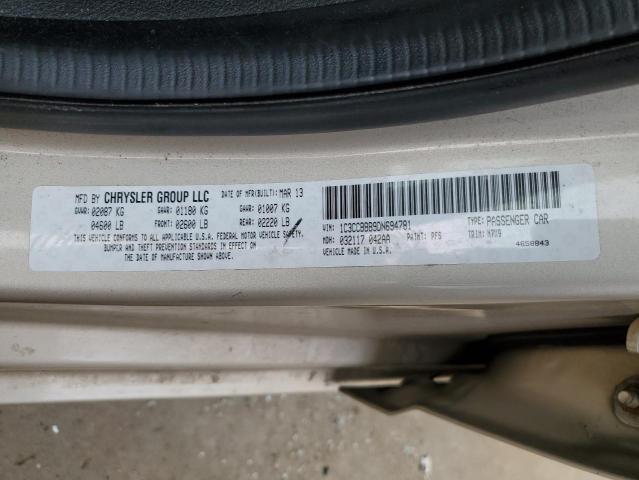 MFD BY CHRYSLER GROUP LLC DATE OF MFR(BUILT): MAR 13
GVWR: 02087 KG GAWR: 01180 KG GAWR: 01007 KG
04600 LB FRONT: 02600 LB REAR: 02220 LB
THIS VEHICLE CONFORMS TO ALL APPLICABLE U.S.A. FEDERAL MOTOR VEHICLE SAFETY,
BUMPER AND THEFT PREVENTION STANDARDS IN EFFECT ON
THE DATE OF MANUFACTURE SHOWN ABOVE.
VIN: 1C3CCBBB9DN694791 TYPE: PASSENGER CAR
MDH: 032117 042AA PAINT: PFS TRIM:
VEHICLE MADE IN U.S.A. 4658843